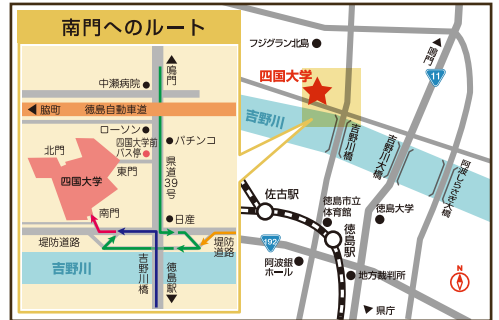 南門へのルート
鳴門
中瀬病院
脇町
徳島自動車道
ローソン
四国大学前
バス停
パチンコ
北門
東門
四国大学
県道39号
南門
日産
堤防道路
堤防
道路
吉野川
吉野川橋
徳島駅
フジグラン北島
鳴門
11
四国大学
吉野川
吉野川橋
吉野川大橋
阿波しらさぎ大橋
佐古駅
徳島市立
体育館
徳島大学
徳島駅
192
阿波銀
ホール
地方裁判所
県庁
N